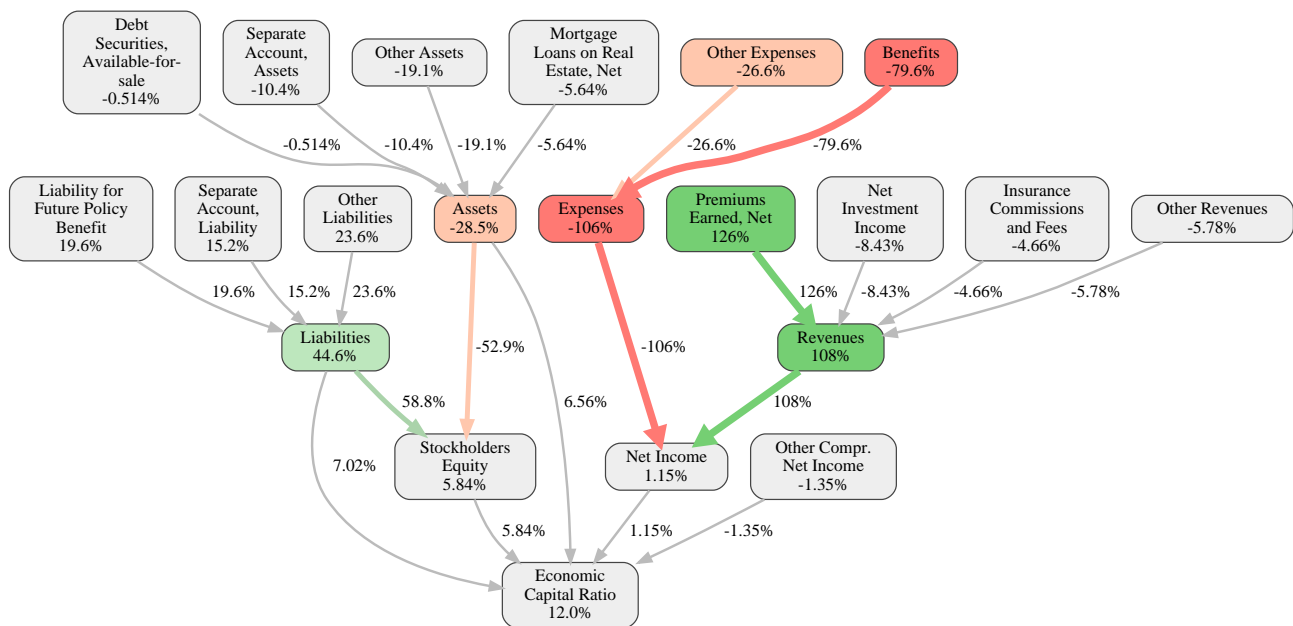 Debt
Securities,
Available-for-
sale
-0.514%
Separate
Account,
Assets
-10.4%
Other Assets
-19.1%
Mortgage
Loans on Real
Estate, Net
-5.64%
Other Expenses
-26.6%
Benefits
-79.6%
-0.514%
-10.4%
-19.1%
-5.64%
-26.6%
-79.6%
Liability for
Future Policy
Benefit
19.6%
Separate
Account,
Liability
15.2%
Other
Liabilities
23.6%
Assets
-28.5%
Expenses
-106%
Premiums
Earned, Net
126%
Net
Investment
Income
-8.43%
Insurance
Commissions
and Fees
-4.66%
Other Revenues
-5.78%
19.6%
15.2%
23.6%
126%
-8.43%
-4.66%
-5.78%
Liabilities
44.6%
-52.9%
-106%
Revenues
108%
58.8%
6.56%
108%
7.02%
Stockholders
Equity
5.84%
Net Income
1.15%
Other Compr.
Net Income
-1.35%
5.84%
1.15%
-1.35%
Economic
Capital Ratio
12.0%